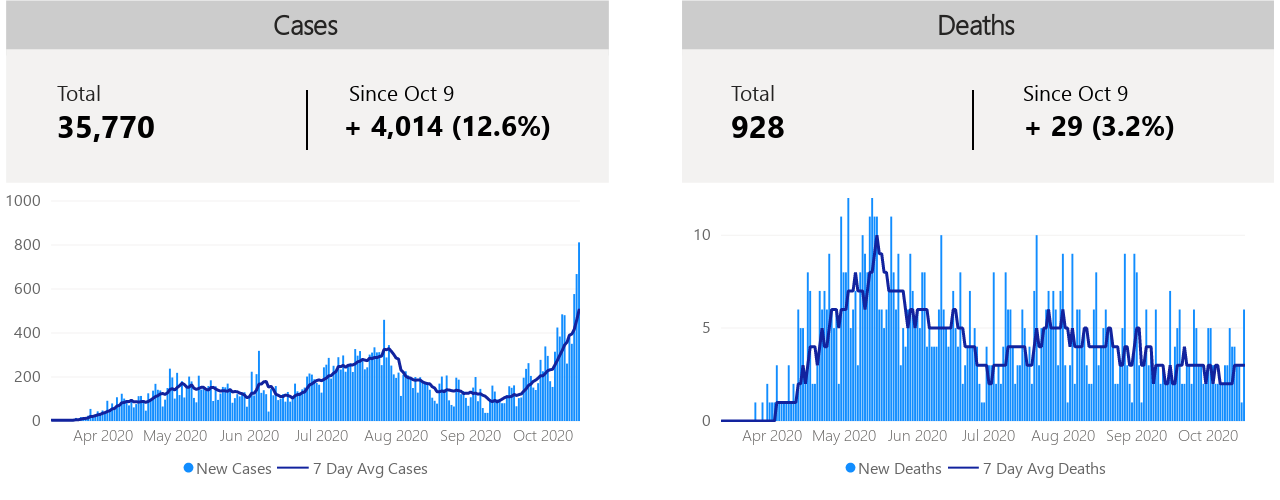 Cases
Total
35,770
Since Oct 9
+ 4,014 (12.6%)
1000
800
600
400
200
0
Apr 2020 May 2020 Jun 2020 Jul 2020 Aug 2020 Sep 2020 Oct 2020
New Cases 7 Day Avg Cases
Deaths
Total
928
Since Oct 9
+ 29 (3.2%)
10
5
0
Apr 2020 May 2020 Jun 2020 Jul 2020 Aug 2020 Sep 2020 Oct 2020
New Deaths 7 Day Avg Deaths